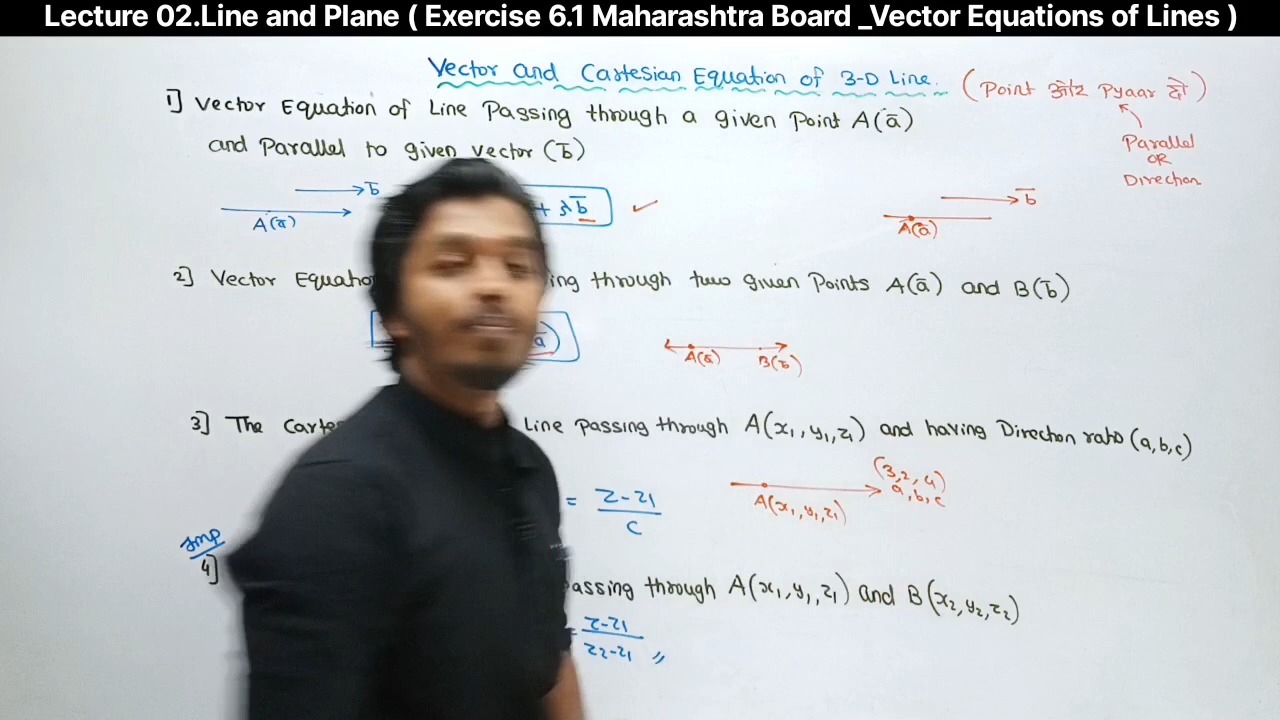 Lecture 02.Line and Plane ( Exercise 6.1 Maharashtra Board _Vector Equations of Lines )
Vector and Cartesian Equation of 3-D Line. (Point और Pyaar दो)
Parallel
OR
Direction
1] Vector Equation of Line Passing through a given Point A(a̅)
and Parallel to given vector (b̅)
b̅
A(a̅)
+ λb̅ ✓
b̅
A(a̅)
2] Vector Equatio ing through two given Points A(a̅) and B(b̅)
a̅)
A(a̅) B(b̅)
3] The Carte Line passing through A(x₁,y₁,z₁) and having Direction ratio (a,b,c)
= z-z₁
c
(3,2,4)
a,b,c
A(x₁,y₁,z₁)
Imp
4] assing through A(x₁,y₁,z₁) and B(x₂,y₂,z₂)
= z-z₁
z₂-z₁ //